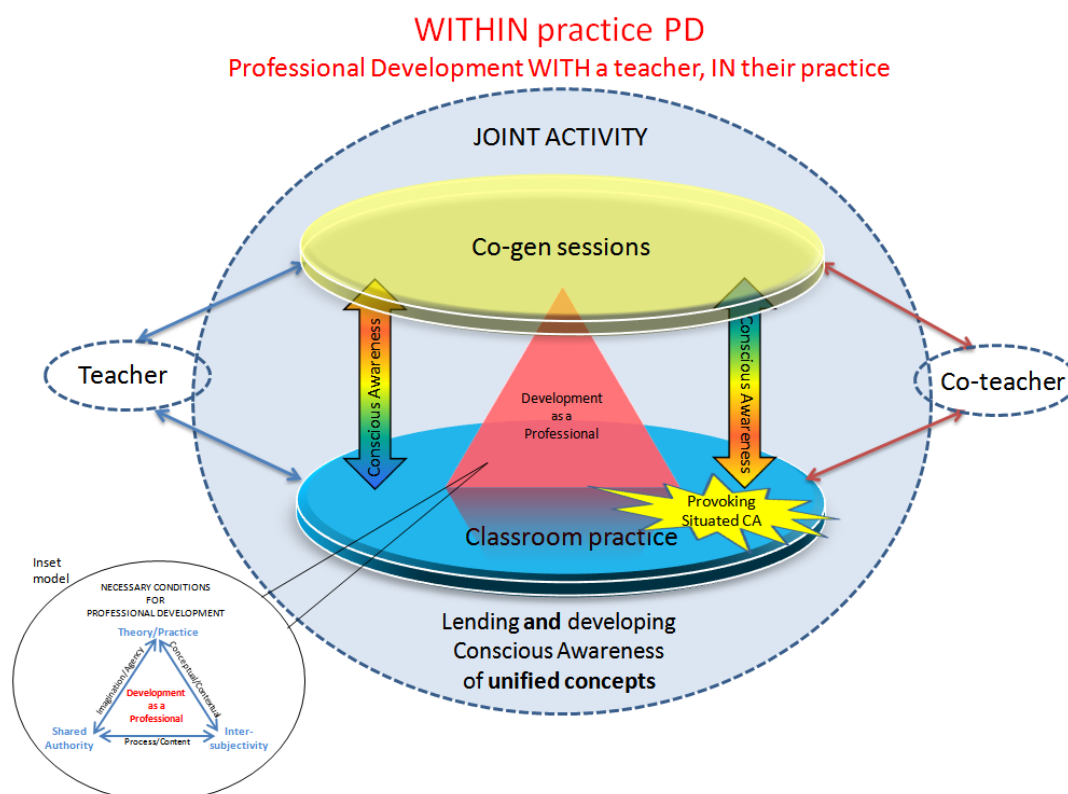 WITHIN practice PD
Professional Development WITH a teacher, IN their practice
JOINT ACTIVITY
Co-gen sessions
Conscious Awareness
Conscious Awareness
Teacher
Co-teacher
Development
as a
Professional
Provoking
Situated CA
Classroom practice
Lending and developing
Conscious Awareness
of unified concepts
Inset
model
NECESSARY CONDITIONS
FOR
PROFESSIONAL DEVELOPMENT
Theory/Practice
Imagination/Agency
Conceptual/Contextual
Development
as a
Professional
Shared
Authority
Process/Content
Inter-
subjectivity